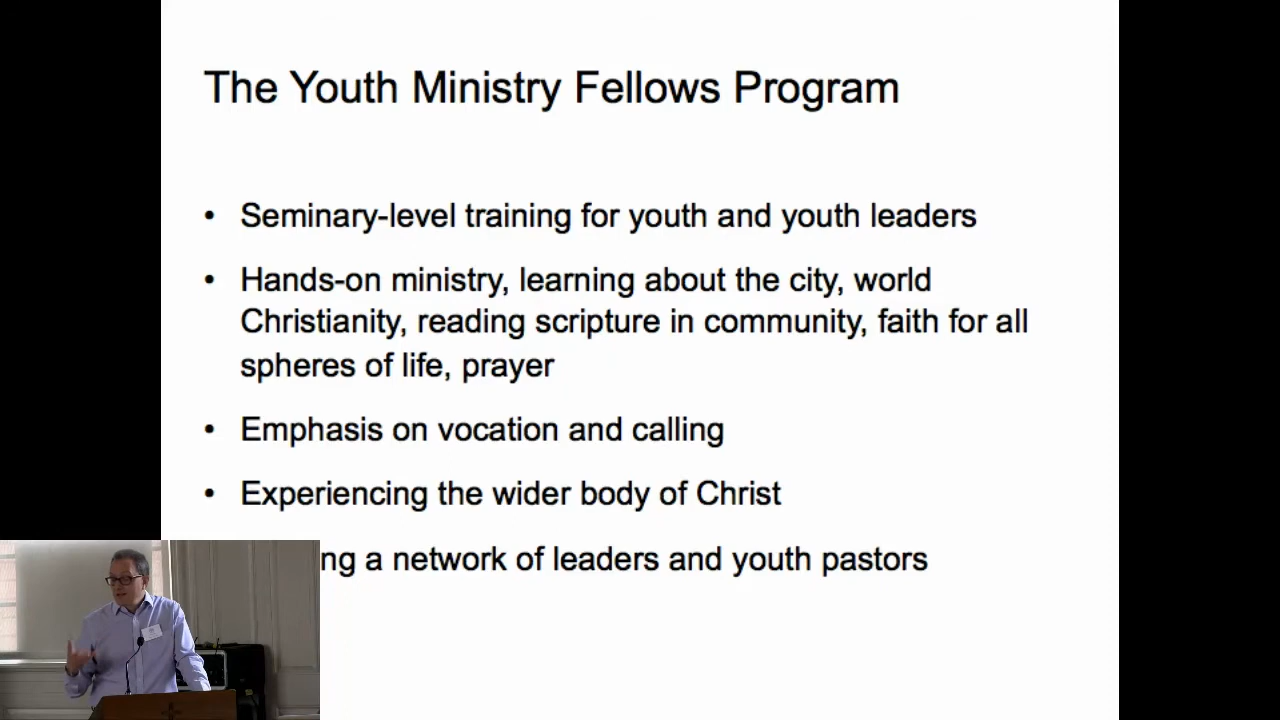 The Youth Ministry Fellows Program
• Seminary-level training for youth and youth leaders
• Hands-on ministry, learning about the city, world
Christianity, reading scripture in community, faith for all
spheres of life, prayer
• Emphasis on vocation and calling
• Experiencing the wider body of Christ
a network of leaders and youth pastors